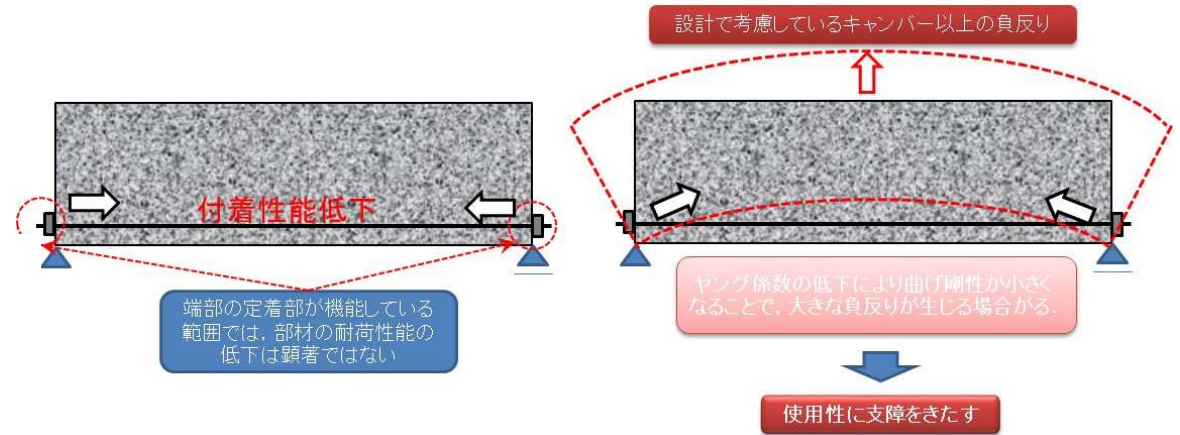 設計で考慮しているキャンバー以上の負反り
付着性能低下
端部の定着部が機能している
範囲では，部材の耐荷性能の
低下は顕著ではない
ヤング係数の低下により曲げ剛性が小さく
なることで，大きな負反りが生じる場合がる．
使用性に支障をきたす